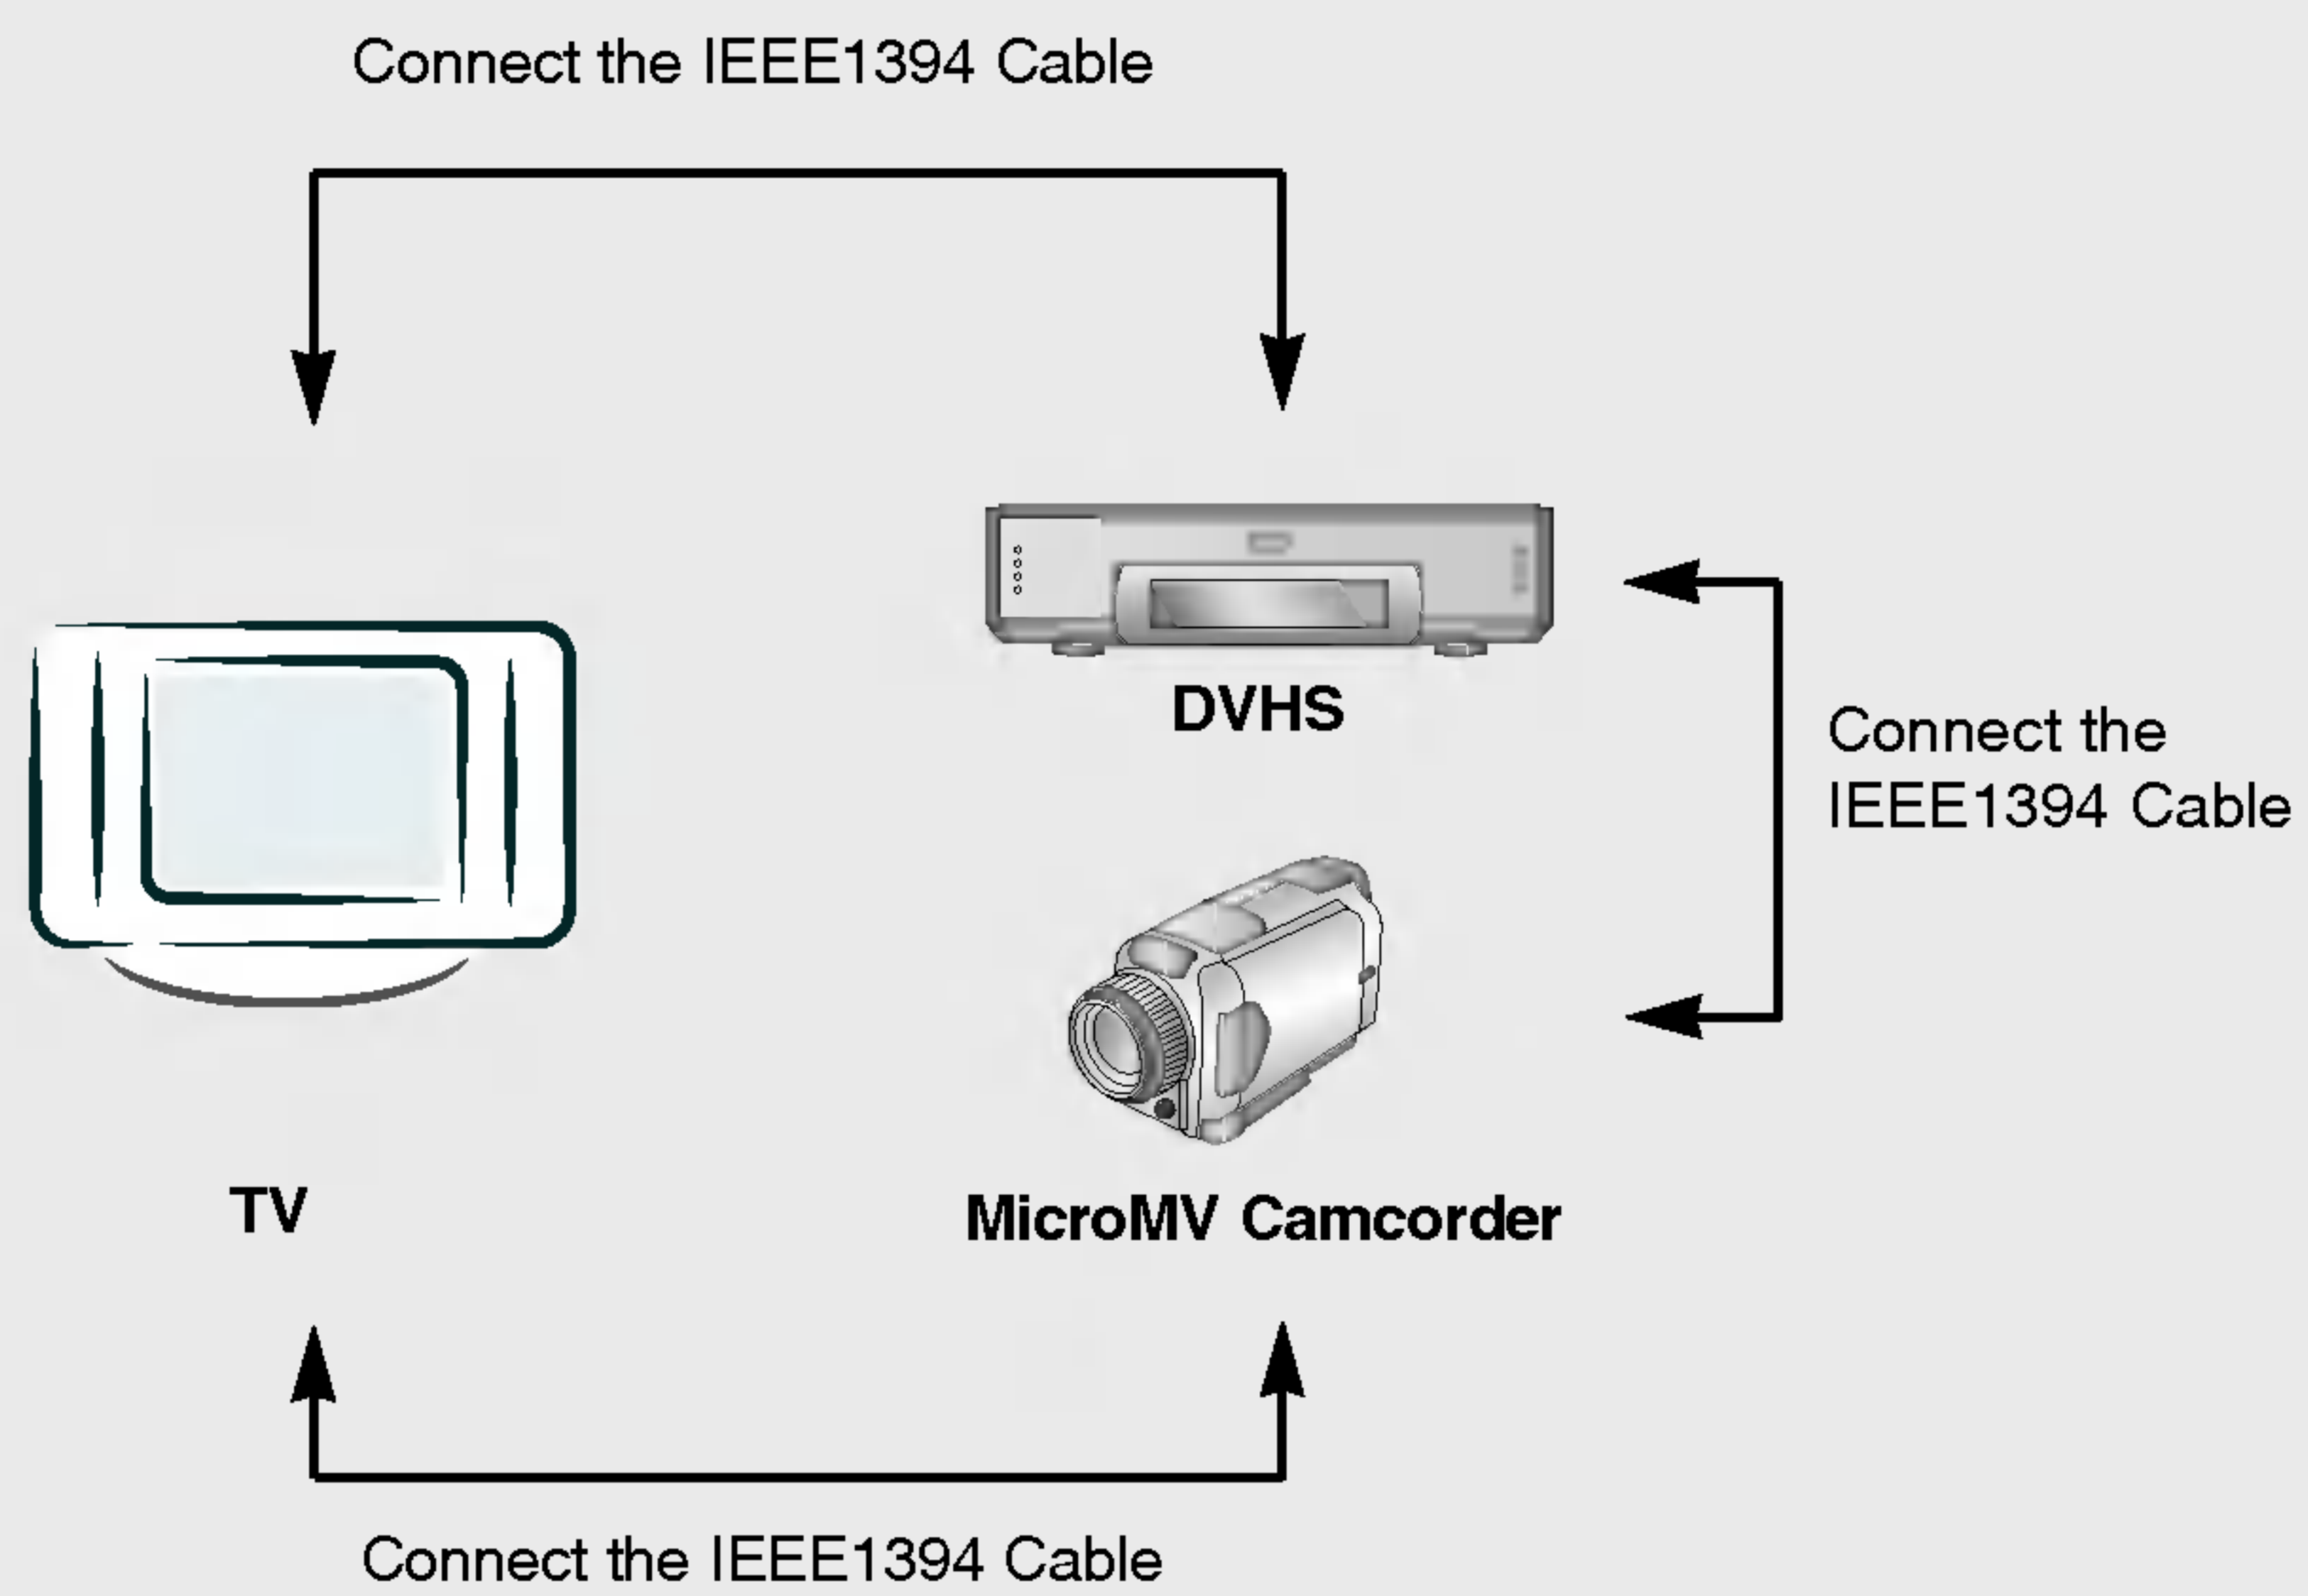 Connect the IEEE1394 Cable
DVHS
Connect the
IEEE1394 Cable
TV
MicroMV Camcorder
Connect the IEEE1394 Cable